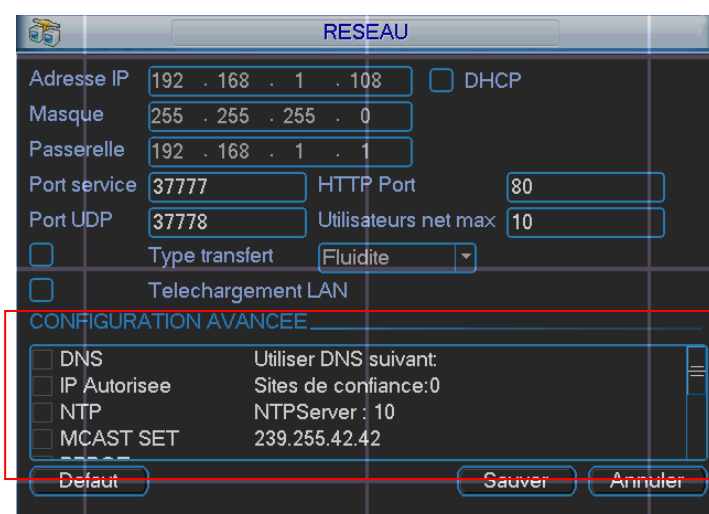 RESEAU
Adresse IP 192 . 168 . 1 . 108 DHCP
Masque 255 . 255 . 255 . 0
Passerelle 192 . 168 . 1 . 1
Port service 37777 HTTP Port 80
Port UDP 37778 Utilisateurs net max 10
Type transfert Fluidite
Telechargement LAN
CONFIGURATION AVANCEE
DNS Utiliser DNS suivant:
IP Autorisee Sites de confiance:0
NTP NTPServer : 10
MCAST SET 239.255.42.42
Defaut Sauver Annuler